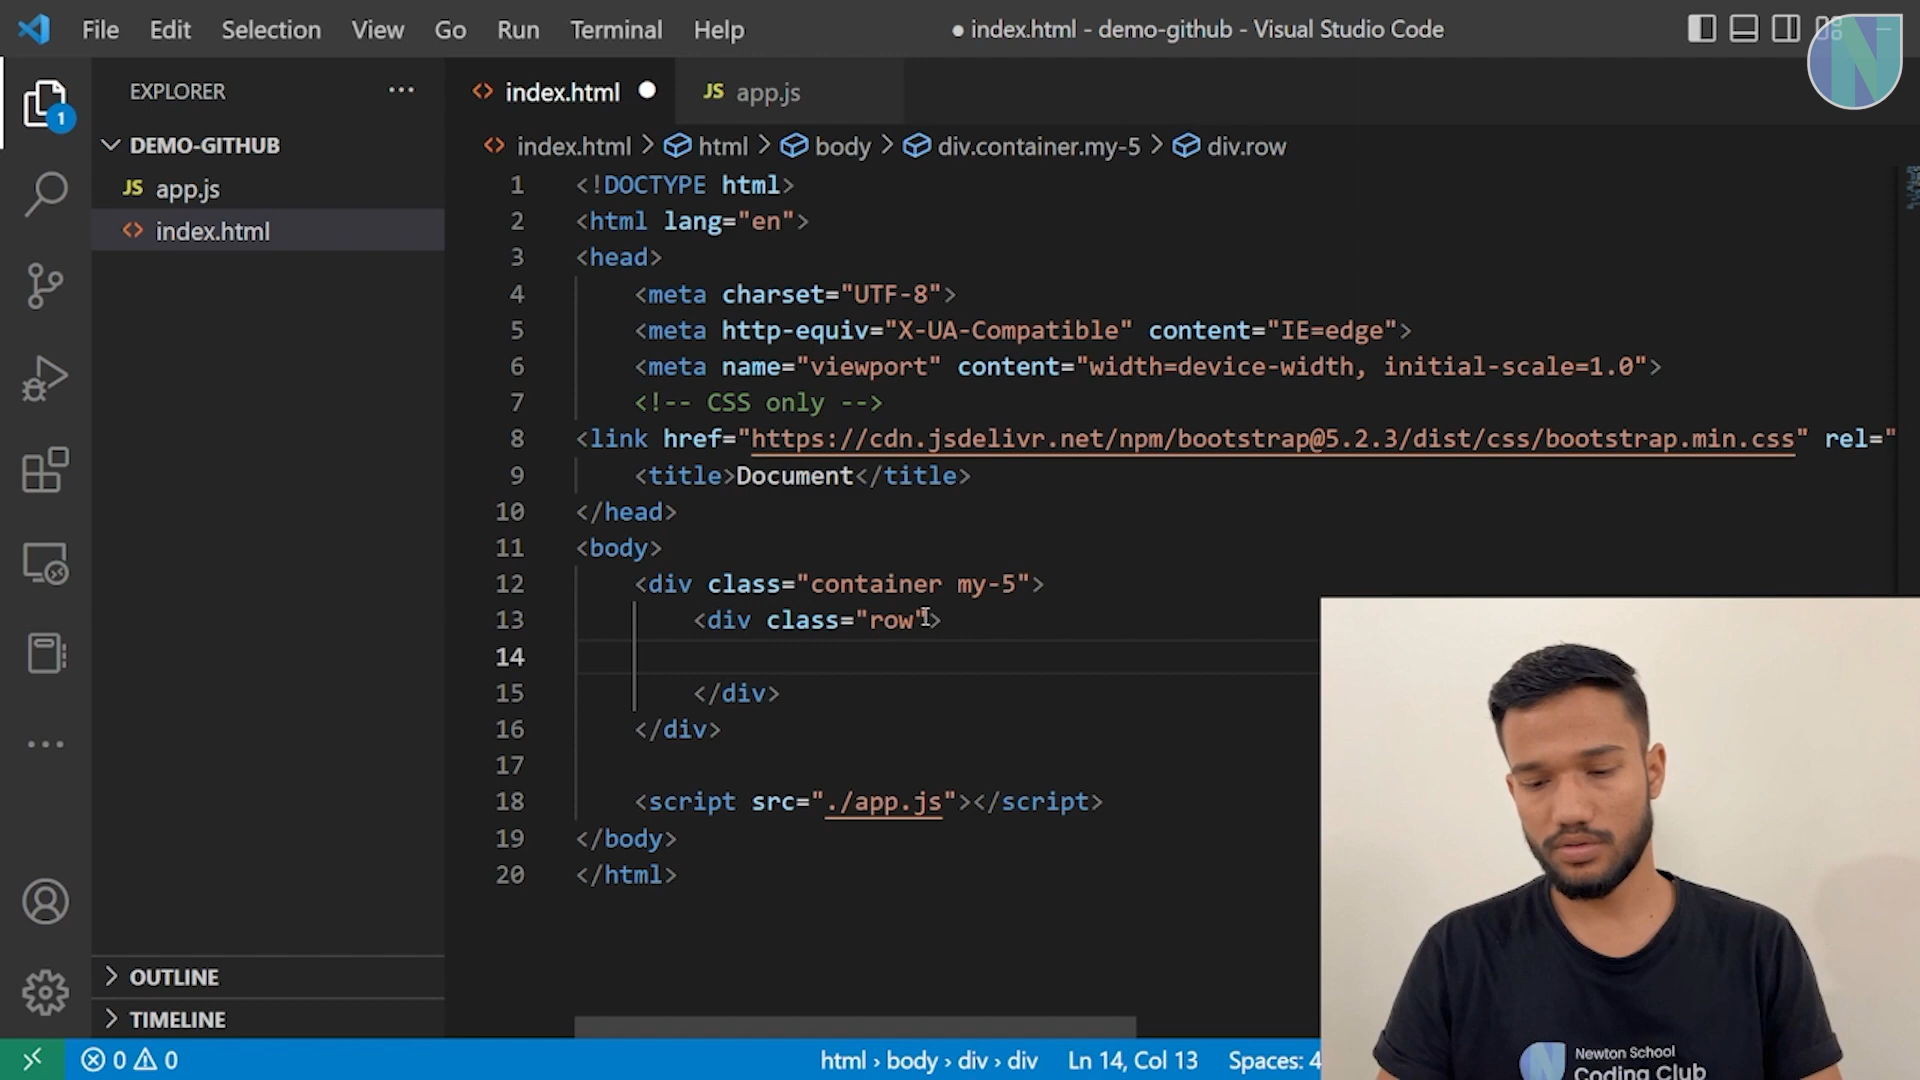 File Edit Selection View Go Run Terminal Help
● index.html - demo-github - Visual Studio Code
EXPLORER
DEMO-GITHUB
JS app.js
<> index.html
OUTLINE
TIMELINE
1
<> index.html ●
JS app.js
<> index.html > html > body > div.container.my-5 > div.row
1 <!DOCTYPE html>
2 <html lang="en">
3 <head>
4 <meta charset="UTF-8">
5 <meta http-equiv="X-UA-Compatible" content="IE=edge">
6 <meta name="viewport" content="width=device-width, initial-scale=1.0">
7 <!-- CSS only -->
8 <link href="https://cdn.jsdelivr.net/npm/bootstrap@5.2.3/dist/css/bootstrap.min.css" rel="
9 <title>Document</title>
10 </head>
11 <body>
12 <div class="container my-5">
13 <div class="row">
14
15 </div>
16 </div>
17
18 <script src="./app.js"></script>
19 </body>
20 </html>
0 0
html › body › div › div
Ln 14, Col 13
Spaces: 4
N
Newton School
Coding Club